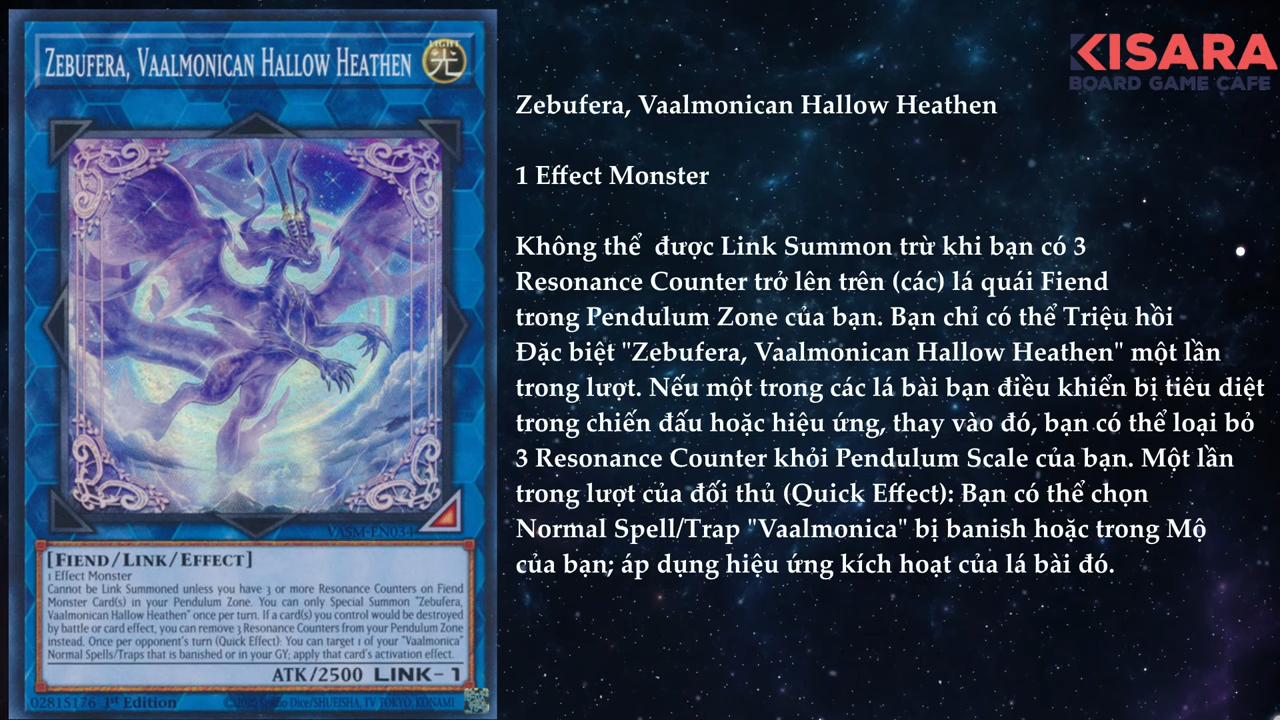 ZEBUFERA, VAALMONICAN HALLOW HEATHEN
LIGHT
光
VASM-EN034
[FIEND/LINK/EFFECT]
1 Effect Monster
Cannot be Link Summoned unless you have 3 or more Resonance Counters on Fiend
Monster Card(s) in your Pendulum Zone. You can only Special Summon "Zebufera,
Vaalmonican Hallow Heathen" once per turn. If a card(s) you control would be destroyed
by battle or card effect, you can remove 3 Resonance Counters from your Pendulum Zone
instead. Once per opponent's turn (Quick Effect): You can target 1 of your "Vaalmonica"
Normal Spells/Traps that is banished or in your GY; apply that card's activation effect.
ATK/2500 LINK-1
02815176 1st Edition
Dice/SHUEISHA, TV TOKYO, KONAMI
KISARA
BOARD GAME CAFE
Zebufera, Vaalmonican Hallow Heathen
1 Effect Monster
Không thể được Link Summon trừ khi bạn có 3
Resonance Counter trở lên trên (các) lá quái Fiend
trong Pendulum Zone của bạn. Bạn chỉ có thể Triệu hồi
Đặc biệt "Zebufera, Vaalmonican Hallow Heathen" một lần
trong lượt. Nếu một trong các lá bài bạn điều khiển bị tiêu diệt
trong chiến đấu hoặc hiệu ứng, thay vào đó, bạn có thể loại bỏ
3 Resonance Counter khỏi Pendulum Scale của bạn. Một lần
trong lượt của đối thủ (Quick Effect): Bạn có thể chọn
Normal Spell/Trap "Vaalmonica" bị banish hoặc trong Mộ
của bạn; áp dụng hiệu ứng kích hoạt của lá bài đó.